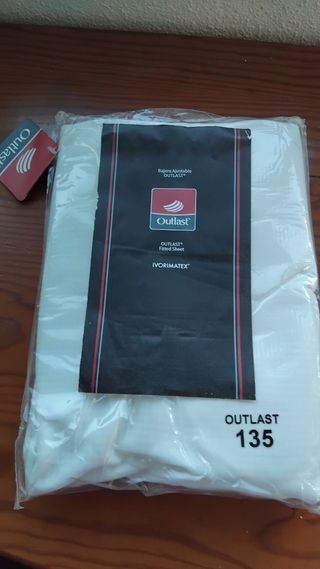 Outlast
Bajera Ajustable
OUTLAST®
Outlast®
OUTLAST®
Fitted Sheet
IVORIMATEX®
OUTLAST
135